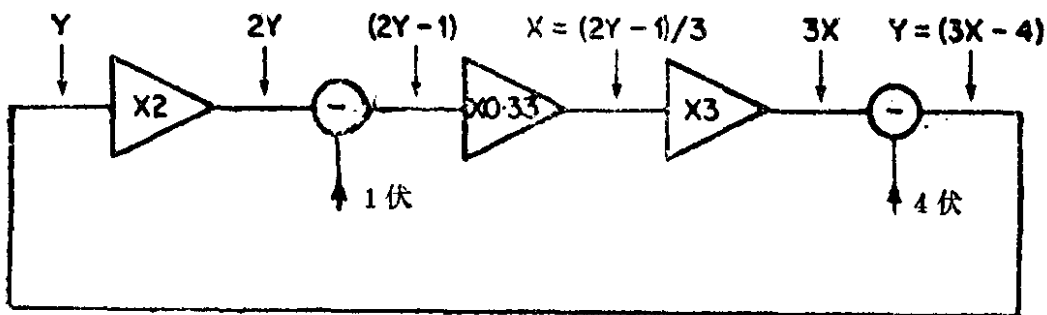 Y 2Y (2Y-1) X=(2Y-1)/3 3X Y=(3X-4)
X2 - X0·33 X3 -
1伏 4伏